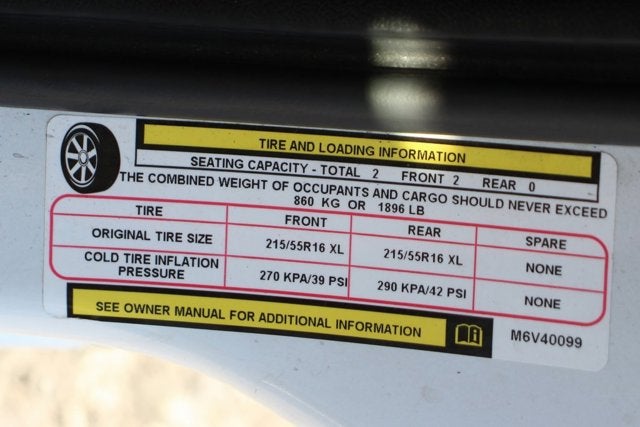 TIRE AND LOADING INFORMATION
SEATING CAPACITY - TOTAL 2 FRONT 2 REAR 0
THE COMBINED WEIGHT OF OCCUPANTS AND CARGO SHOULD NEVER EXCEED
860 KG OR 1896 LB
TIRE FRONT REAR SPARE
ORIGINAL TIRE SIZE 215/55R16 XL 215/55R16 XL NONE
COLD TIRE INFLATION
PRESSURE 270 KPA/39 PSI 290 KPA/42 PSI NONE
SEE OWNER MANUAL FOR ADDITIONAL INFORMATION
M6V40099